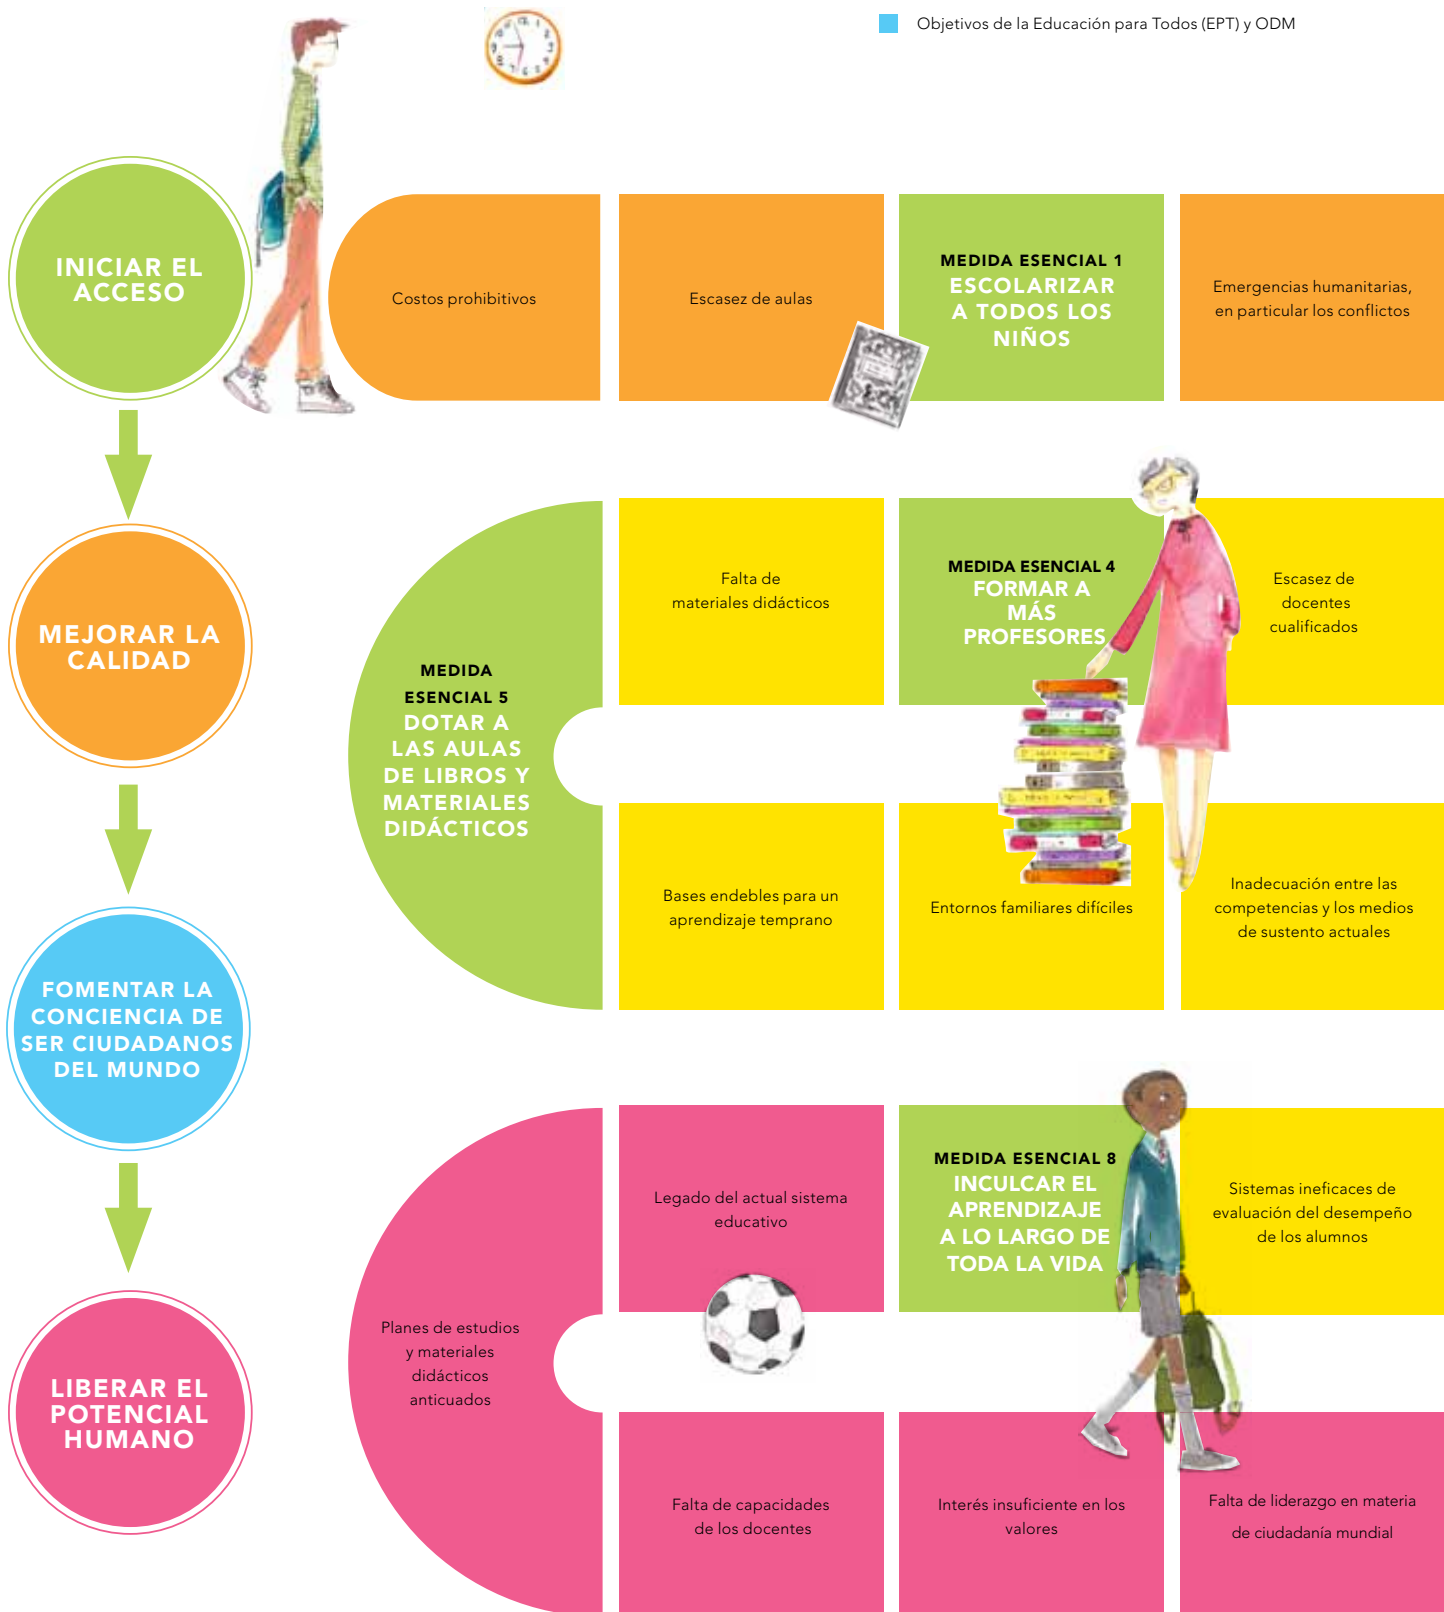 Objetivos de la Educación para Todos (EPT) y ODM
INICIAR EL
ACCESO
Costos prohibitivos
Escasez de aulas
MEDIDA ESENCIAL 1
ESCOLARIZAR
A TODOS LOS
NIÑOS
Emergencias humanitarias,
en particular los conflictos
MEJORAR LA
CALIDAD
MEDIDA
ESENCIAL 5
DOTAR A
LAS AULAS
DE LIBROS Y
MATERIALES
DIDÁCTICOS
Falta de
materiales didácticos
MEDIDA ESENCIAL 4
FORMAR A
MÁS
PROFESORES
Escasez de
docentes
cualificados
Bases endebles para un
aprendizaje temprano
Entornos familiares difíciles
Inadecuación entre las
competencias y los medios
de sustento actuales
FOMENTAR LA
CONCIENCIA DE
SER CIUDADANOS
DEL MUNDO
LIBERAR EL
POTENCIAL
HUMANO
Planes de estudios
y materiales
didácticos
anticuados
Legado del actual sistema
educativo
MEDIDA ESENCIAL 8
INCULCAR EL
APRENDIZAJE
A LO LARGO DE
TODA LA VIDA
Sistemas ineficaces de
evaluación del desempeño
de los alumnos
Falta de capacidades
de los docentes
Interés insuficiente en los
valores
Falta de liderazgo en materia
de ciudadanía mundial